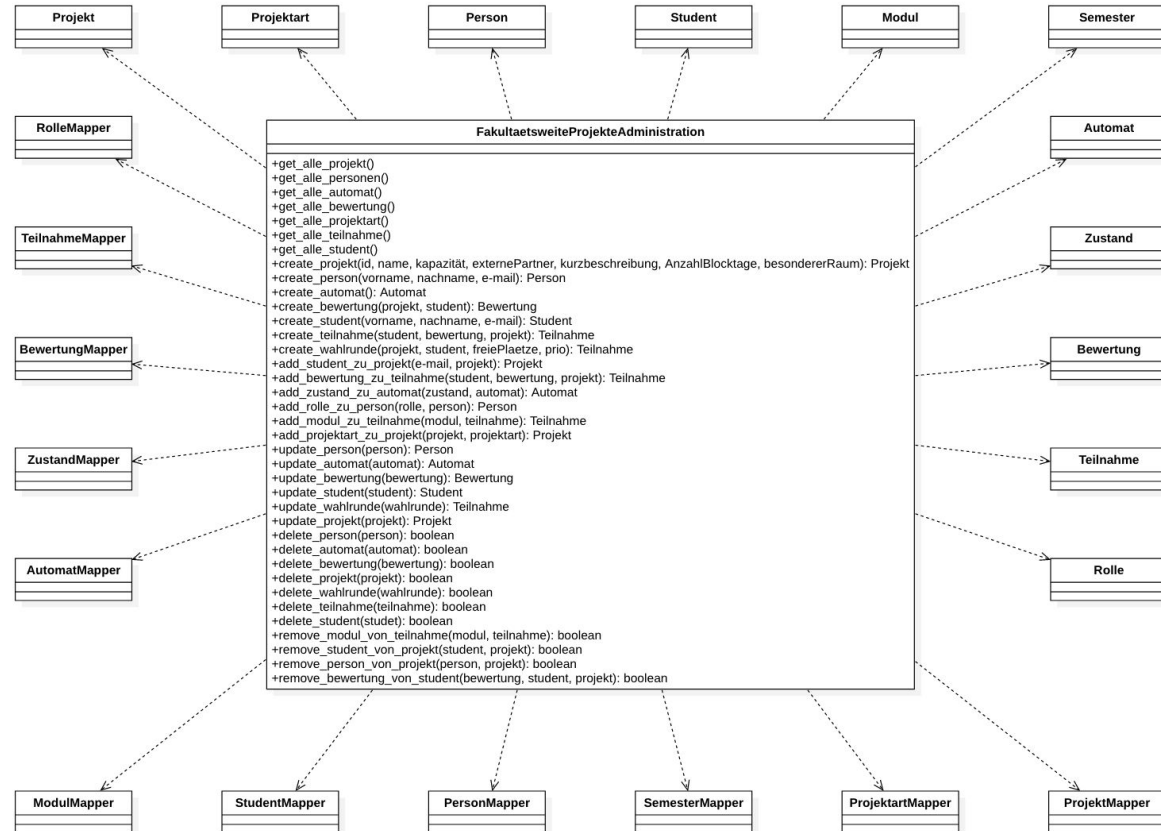 Projekt
Projektart
Person
Student
Modul
Semester
RolleMapper
FakultaetsweiteProjekteAdministration
Automat
+get_alle_projekt()
+get_alle_personen()
+get_alle_automat()
+get_alle_bewertung()
+get_alle_projektart()
+get_alle_teilnahme()
+get_alle_student()
+create_projekt(id, name, kapazität, externePartner, kurzbeschreibung, AnzahlBlocktage, besondererRaum): Projekt
+create_person(vorname, nachname, e-mail): Person
+create_automat(): Automat
+create_bewertung(projekt, student): Bewertung
+create_student(vorname, nachname, e-mail): Student
+create_teilnahme(student, bewertung, projekt): Teilnahme
+create_wahlrunde(projekt, student, freiePlaetze, prio): Teilnahme
+add_student_zu_projekt(e-mail, projekt): Projekt
+add_bewertung_zu_teilnahme(student, bewertung, projekt): Teilnahme
+add_zustand_zu_automat(zustand, automat): Automat
+add_rolle_zu_person(rolle, person): Person
+add_modul_zu_teilnahme(modul, teilnahme): Teilnahme
+add_projektart_zu_projekt(projekt, projektart): Projekt
+update_person(person): Person
+update_automat(automat): Automat
+update_bewertung(bewertung): Bewertung
+update_student(student): Student
+update_wahlrunde(wahlrunde): Teilnahme
+update_projekt(projekt): Projekt
+delete_person(person): boolean
+delete_automat(automat): boolean
+delete_bewertung(bewertung): boolean
+delete_projekt(projekt): boolean
+delete_wahlrunde(wahlrunde): boolean
+delete_teilnahme(teilnahme): boolean
+delete_student(studet): boolean
+remove_modul_von_teilnahme(modul, teilnahme): boolean
+remove_student_von_projekt(student, projekt): boolean
+remove_person_von_projekt(person, projekt): boolean
+remove_bewertung_von_student(bewertung, student, projekt): boolean
TeilnahmeMapper
Zustand
BewertungMapper
Bewertung
ZustandMapper
Teilnahme
AutomatMapper
Rolle
ModulMapper
StudentMapper
PersonMapper
SemesterMapper
ProjektartMapper
ProjektMapper